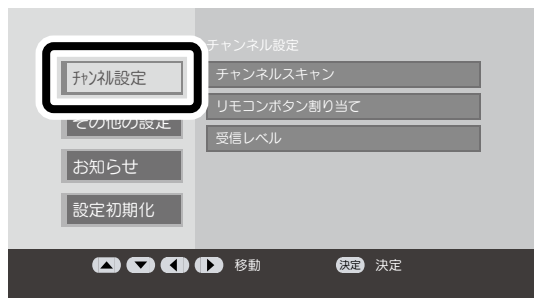 ﾁｬﾝﾈﾙ設定
その他の設定
お知らせ
設定初期化
チャンネル設定
チャンネルスキャン
リモコンボタン割り当て
受信レベル
移動
決定 決定